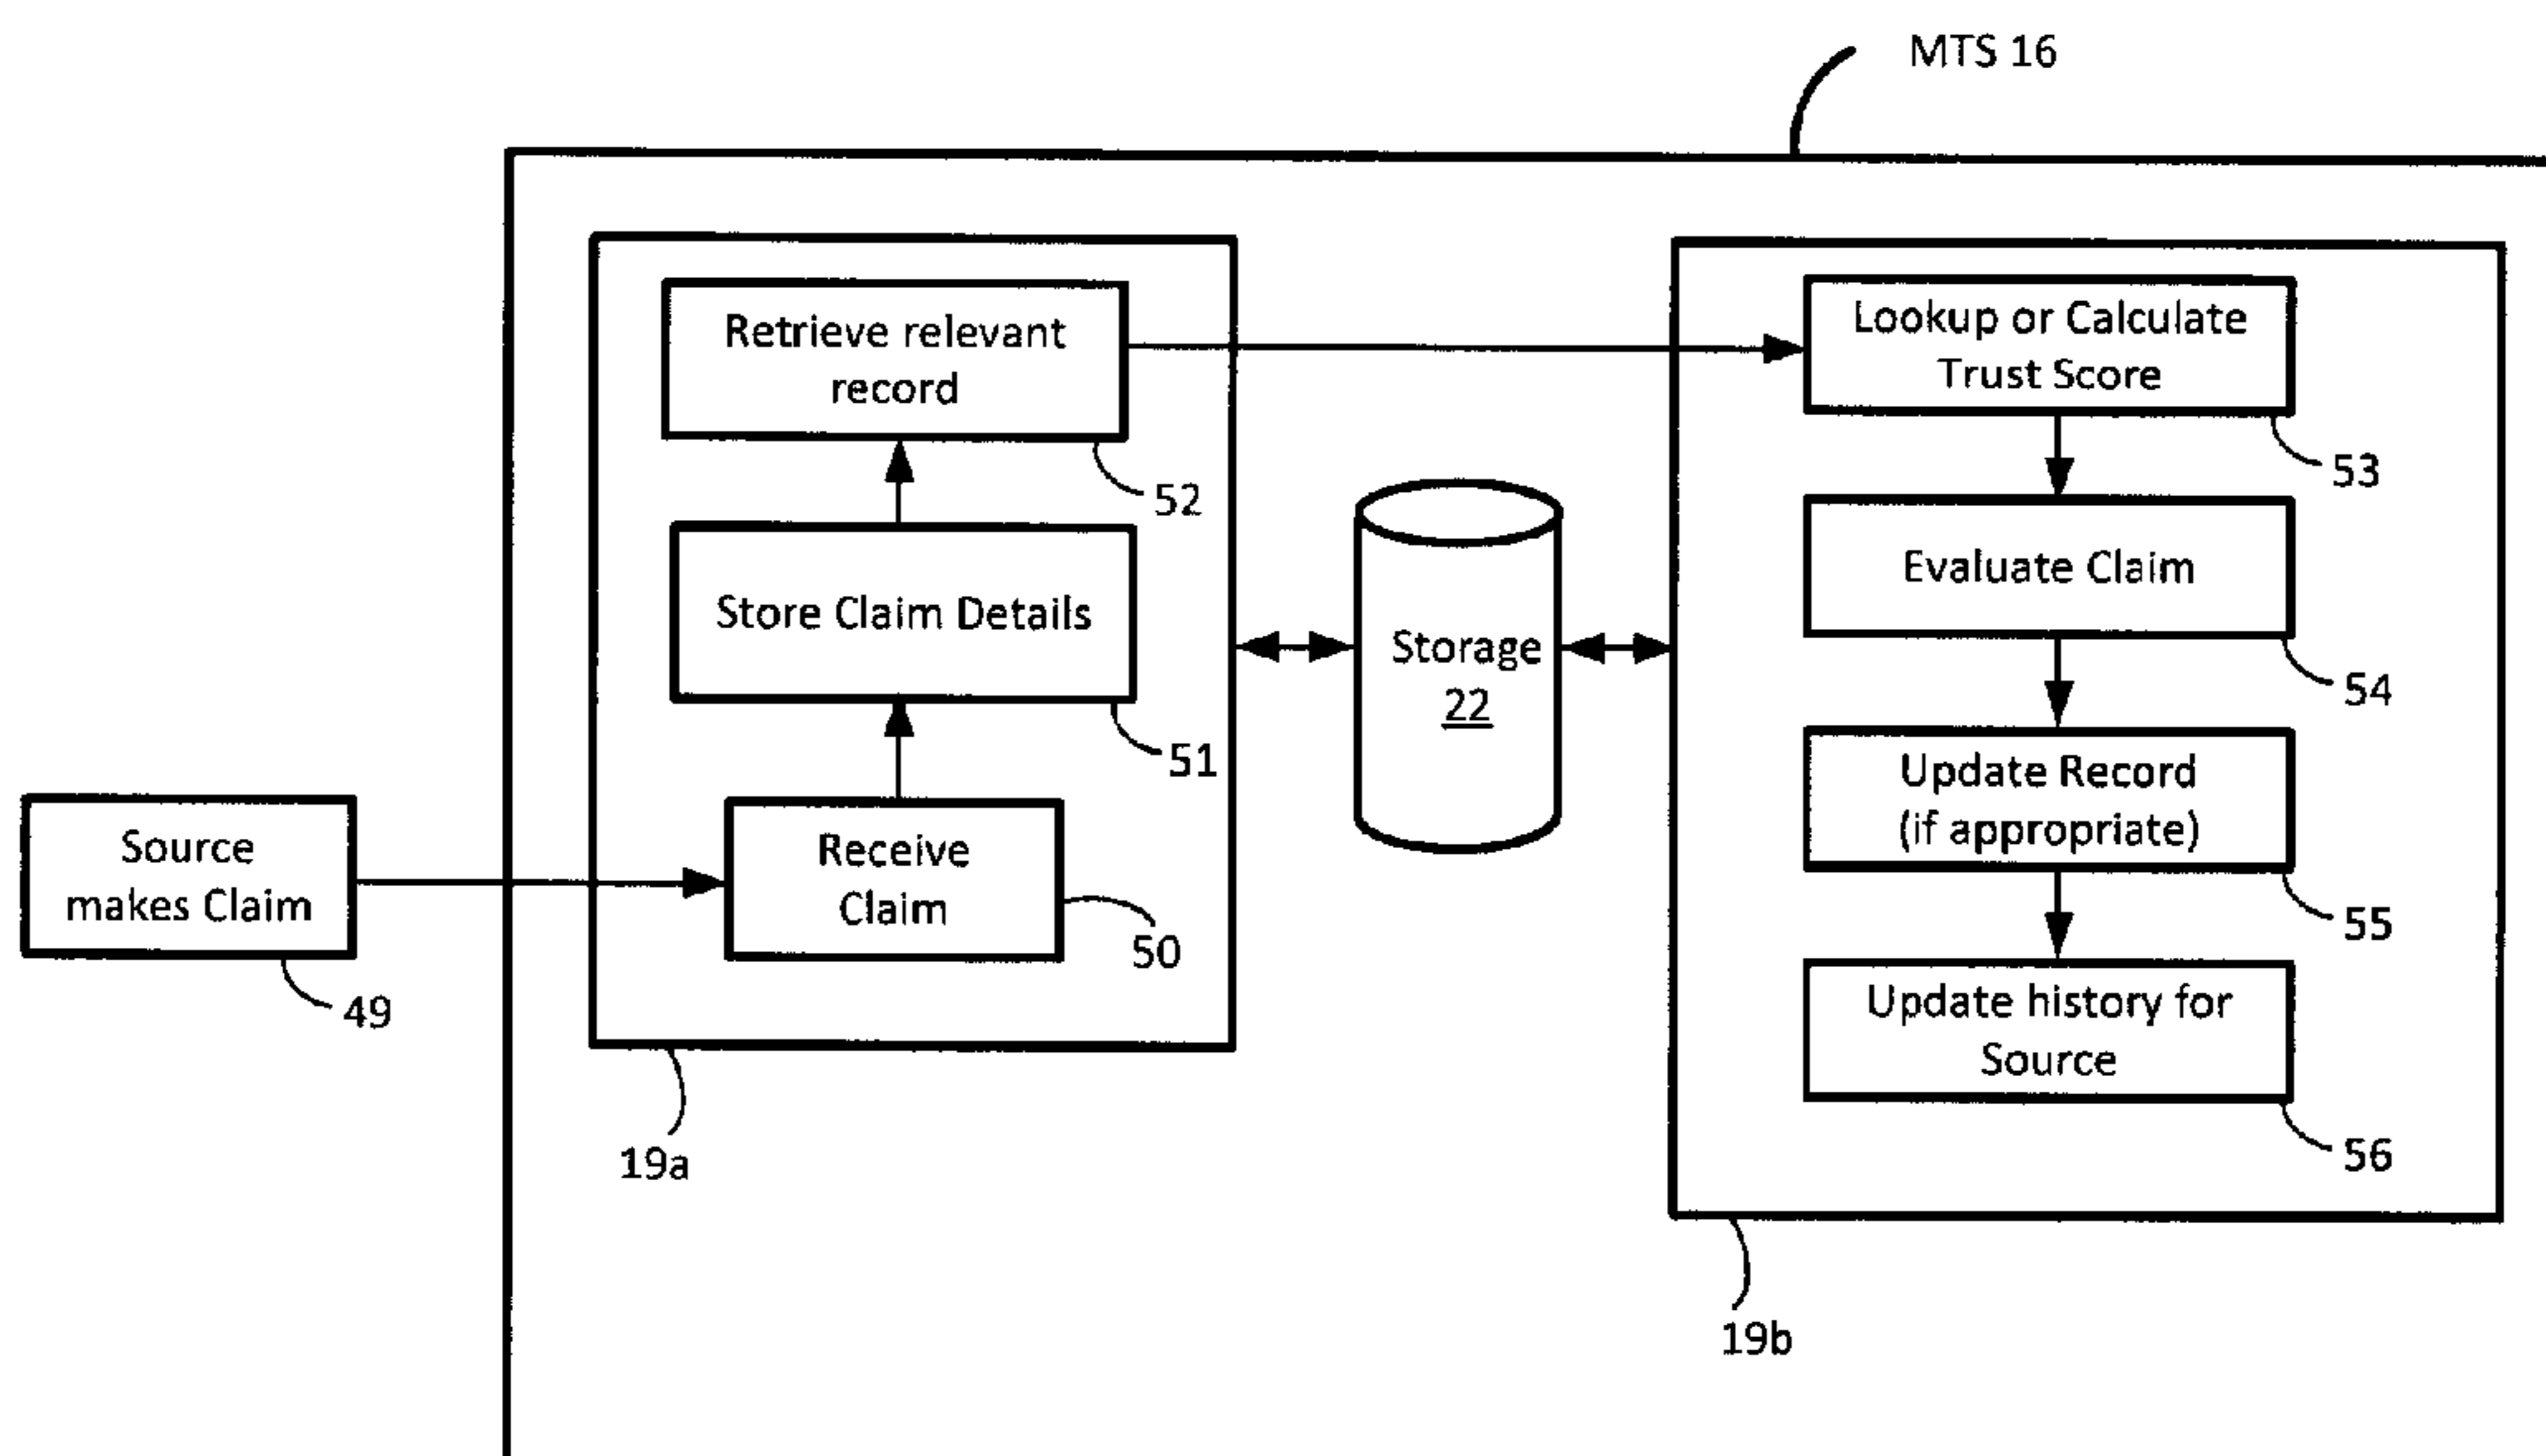 MTS 16
Retrieve relevant
record
52
Store Claim Details
51
Receive
Claim
50
19a
Source
makes Claim
49
Storage
22
Lookup or Calculate
Trust Score
53
Evaluate Claim
54
Update Record
(if appropriate)
55
Update history for
Source
56
19b